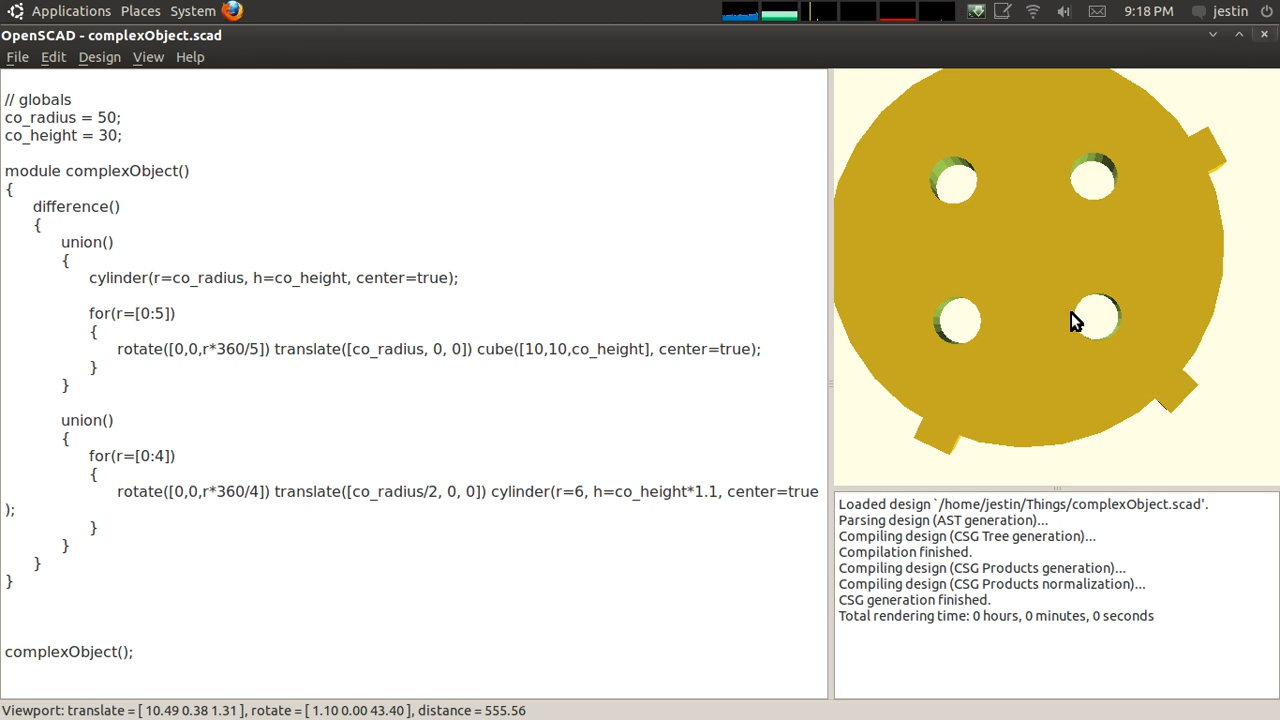 Applications Places System 9:18 PM jestin
OpenSCAD - complexObject.scad
File Edit Design View Help
// globals
co_radius = 50;
co_height = 30;
module complexObject()
{
difference()
{
union()
{
cylinder(r=co_radius, h=co_height, center=true);
for(r=[0:5])
{
rotate([0,0,r*360/5]) translate([co_radius, 0, 0]) cube([10,10,co_height], center=true);
}
}
union()
{
for(r=[0:4])
{
rotate([0,0,r*360/4]) translate([co_radius/2, 0, 0]) cylinder(r=6, h=co_height*1.1, center=true
);
}
}
}
}
complexObject();
Loaded design `/home/jestin/Things/complexObject.scad'.
Parsing design (AST generation)...
Compiling design (CSG Tree generation)...
Compilation finished.
Compiling design (CSG Products generation)...
Compiling design (CSG Products normalization)...
CSG generation finished.
Total rendering time: 0 hours, 0 minutes, 0 seconds
Viewport: translate = [ 10.49 0.38 1.31 ], rotate = [ 1.10 0.00 43.40 ], distance = 555.56